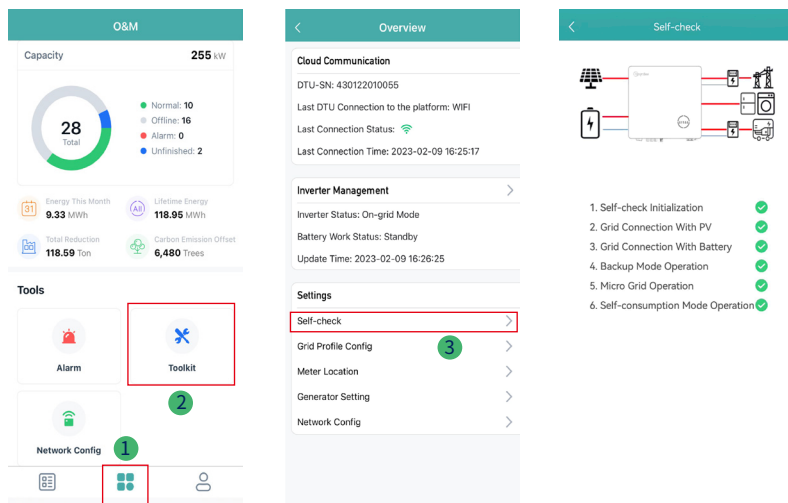 O&M
Capacity
255 kW
28
Total
Normal: 10
Offline: 16
Alarm: 0
Unfinished: 2
31
Energy This Month
9.33 MWh
AB
Lifetime Energy
118.95 MWh
Total Reduction
118.59 Ton
Carbon Emission Offset
6,480 Trees
Tools
Alarm
Toolkit
2
Network Config
1
Overview
Cloud Communication
DTU-SN: 430122010055
Last DTU Connection to the platform: WIFI
Last Connection Status:
Last Connection Time: 2023-02-09 16:25:17
Inverter Management
Inverter Status: On-grid Mode
Battery Work Status: Standby
Update Time: 2023-02-09 16:26:25
Settings
Self-check
Grid Profile Config
3
Meter Location
Generator Setting
Network Config
Self-check
1. Self-check Initialization
2. Grid Connection With PV
3. Grid Connection With Battery
4. Backup Mode Operation
5. Micro Grid Operation
6. Self-consumption Mode Operation